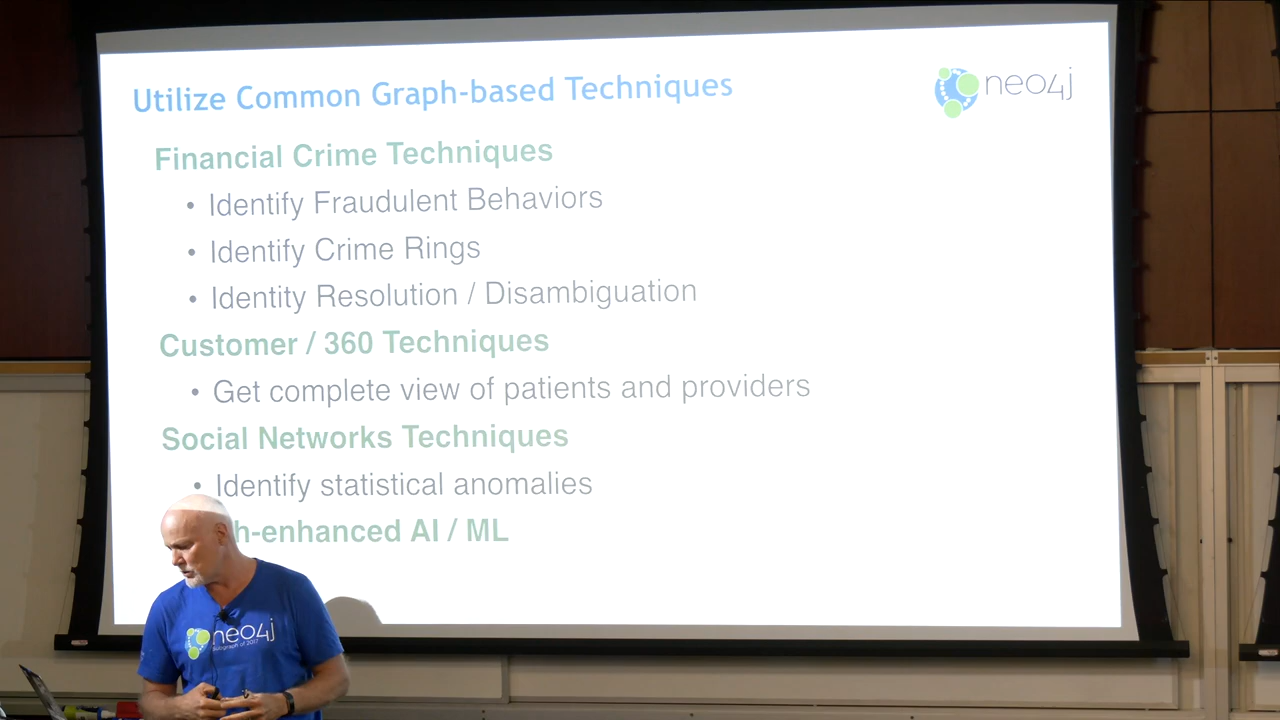 Utilize Common Graph-based Techniques
neo4j
Financial Crime Techniques
• Identify Fraudulent Behaviors
• Identify Crime Rings
• Identity Resolution / Disambiguation
Customer / 360 Techniques
• Get complete view of patients and providers
Social Networks Techniques
• Identify statistical anomalies
h-enhanced AI / ML
neo4j